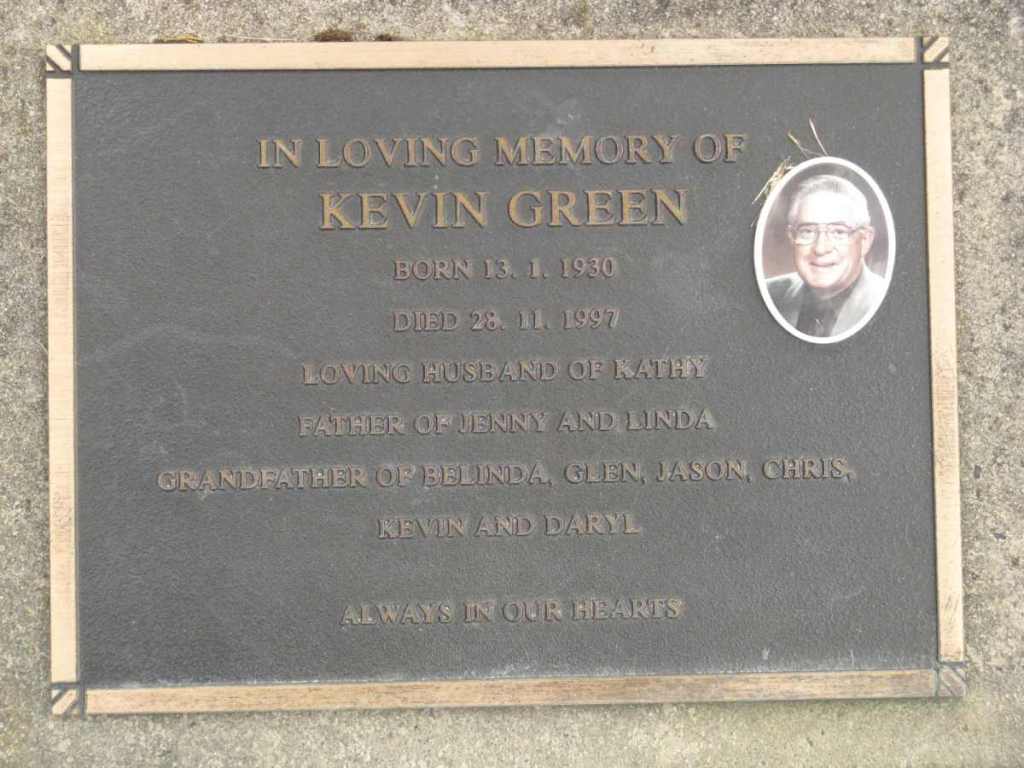 IN LOVING MEMORY OF
KEVIN GREEN
BORN 13. 1. 1930
DIED 28. 11. 1997
LOVING HUSBAND OF KATHY
FATHER OF JENNY AND LINDA
GRANDFATHER OF BELINDA, GLEN, JASON, CHRIS,
KEVIN AND DARYL
ALWAYS IN OUR HEARTS